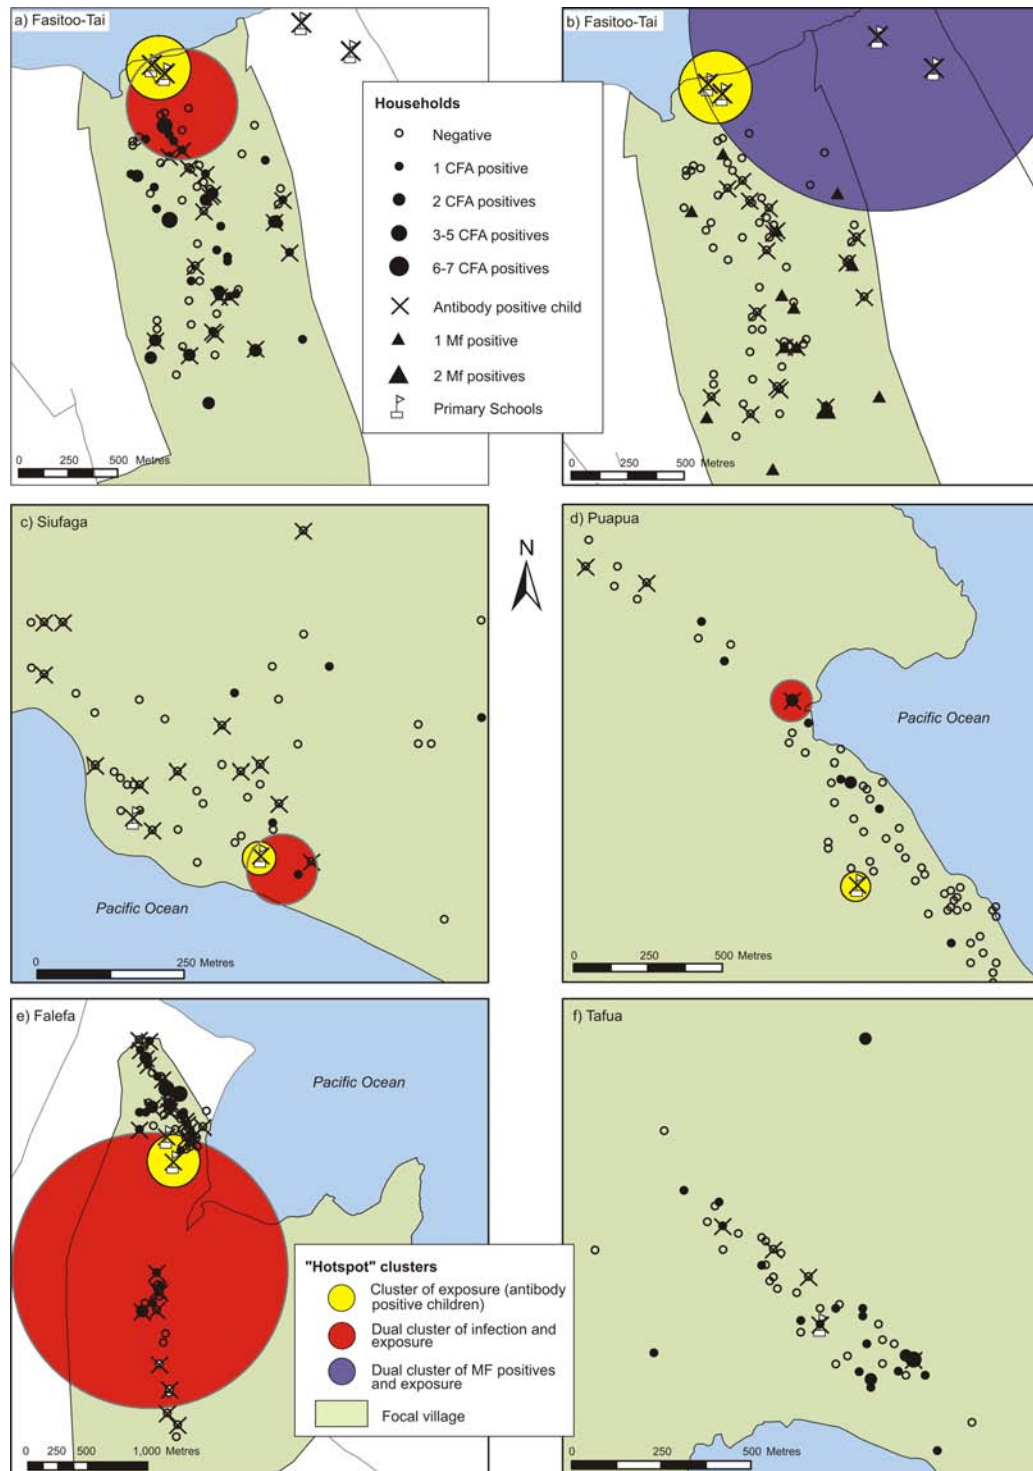 a) Fasitoo-Tai
b) Fasitoo-Tai
Households
Negative
1 CFA positive
2 CFA positives
3-5 CFA positives
6-7 CFA positives
Antibody positive child
1 Mf positive
2 Mf positives
Primary Schools
0 250 500 Metres
0 250 500 Metres
c) Siufaga
N
d) Puapua
Pacific Ocean
Pacific Ocean
0 250 Metres
0 250 500 Metres
e) Falefa
f) Tafua
Pacific Ocean
"Hotspot" clusters
Cluster of exposure (antibody
positive children)
Dual cluster of infection and
exposure
Dual cluster of MF positives
and exposure
Focal village
0 250 500 1,000 Metres
0 250 500 Metres